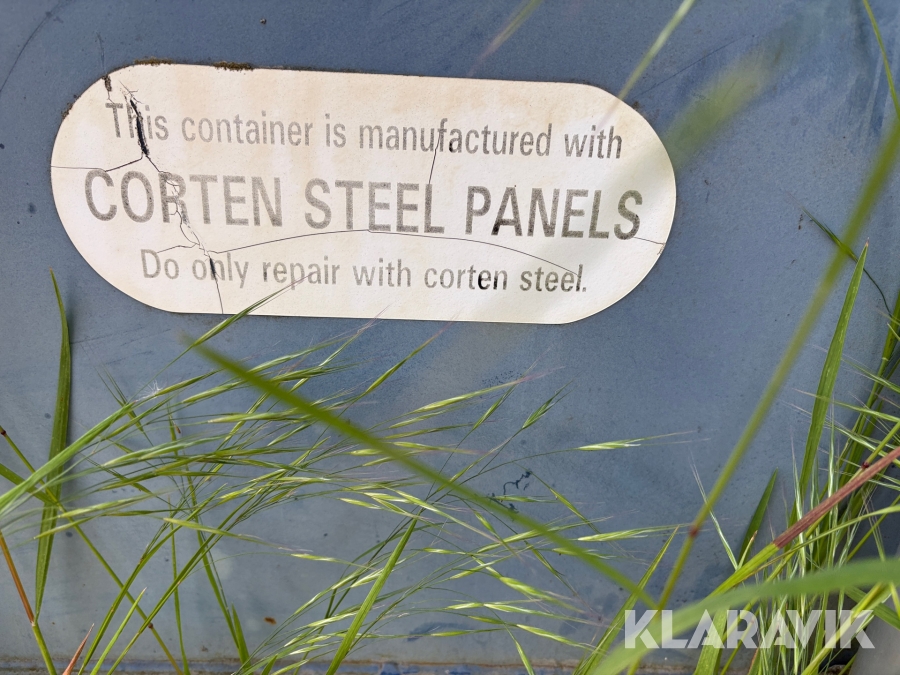 This container is manufactured with
CORTEN STEEL PANELS
Do only repair with corten steel.
KLARAVIK